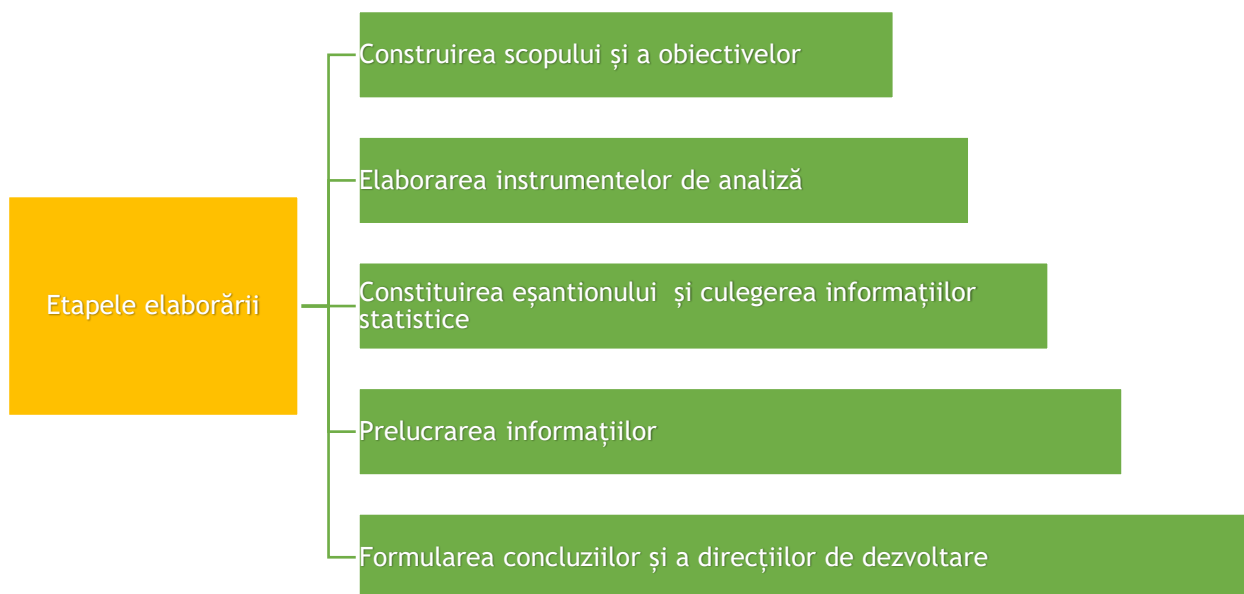 Construirea scopului și a obiectivelor
Elaborarea instrumentelor de analiză
Etapele elaborării
Constituirea eșantionului  și culegerea informațiilor
statistice
Prelucrarea informațiilor
Formularea concluziilor și a direcțiilor de dezvoltare